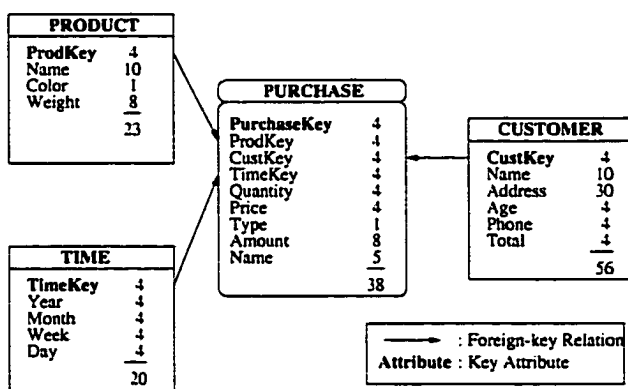 PRODUCT
ProdKey 4
Name 10
Color 1
Weight 8
23
PURCHASE
PurchaseKey 4
ProdKey 4
CustKey 4
TimeKey 4
Quantity 4
Price 4
Type 1
Amount 8
Name 5
38
CUSTOMER
CustKey 4
Name 10
Address 30
Age 4
Phone 4
Total 4
56
TIME
TimeKey 4
Year 4
Month 4
Week 4
Day 4
20
: Foreign-key Relation
Attribute : Key Attribute